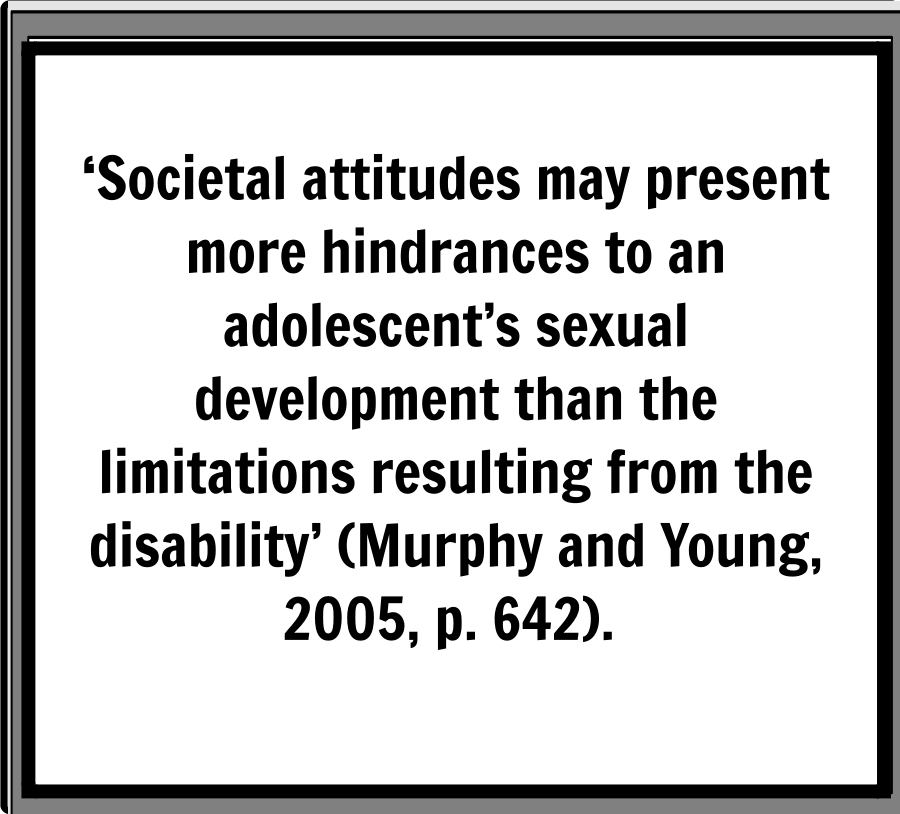 ‘Societal attitudes may present
more hindrances to an
adolescent’s sexual
development than the
limitations resulting from the
disability’ (Murphy and Young,
2005, p. 642).